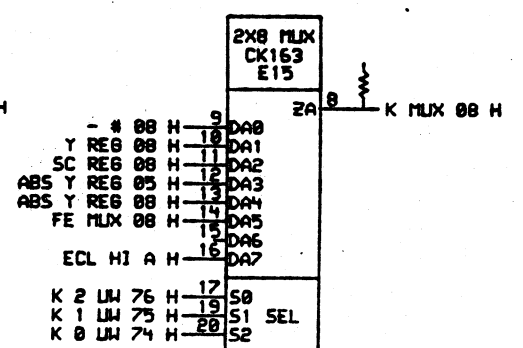 2X8 MUX
CK163
E15
H
ZA 8 K MUX 08 H
- # 08 H 9 DA0
Y REG 08 H 10 DA1
SC REG 08 H 11 DA2
ABS Y REG 05 H 12 DA3
ABS Y REG 08 H 13 DA4
FE MUX 08 H 14 DA5
15 DA6
ECL HI A H 16 DA7
K 2 UW 76 H 17 S0
K 1 UW 75 H 19 S1 SEL
K 0 UW 74 H 20 S2